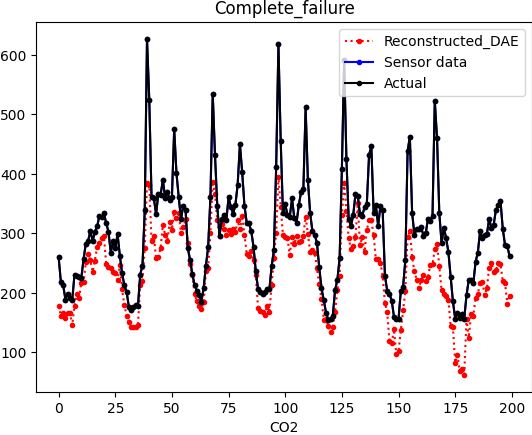 Complete_failure
Reconstructed_DAE
Sensor data
Actual
600
500
400
300
200
100
0 25 50 75 100 125 150 175 200
CO2